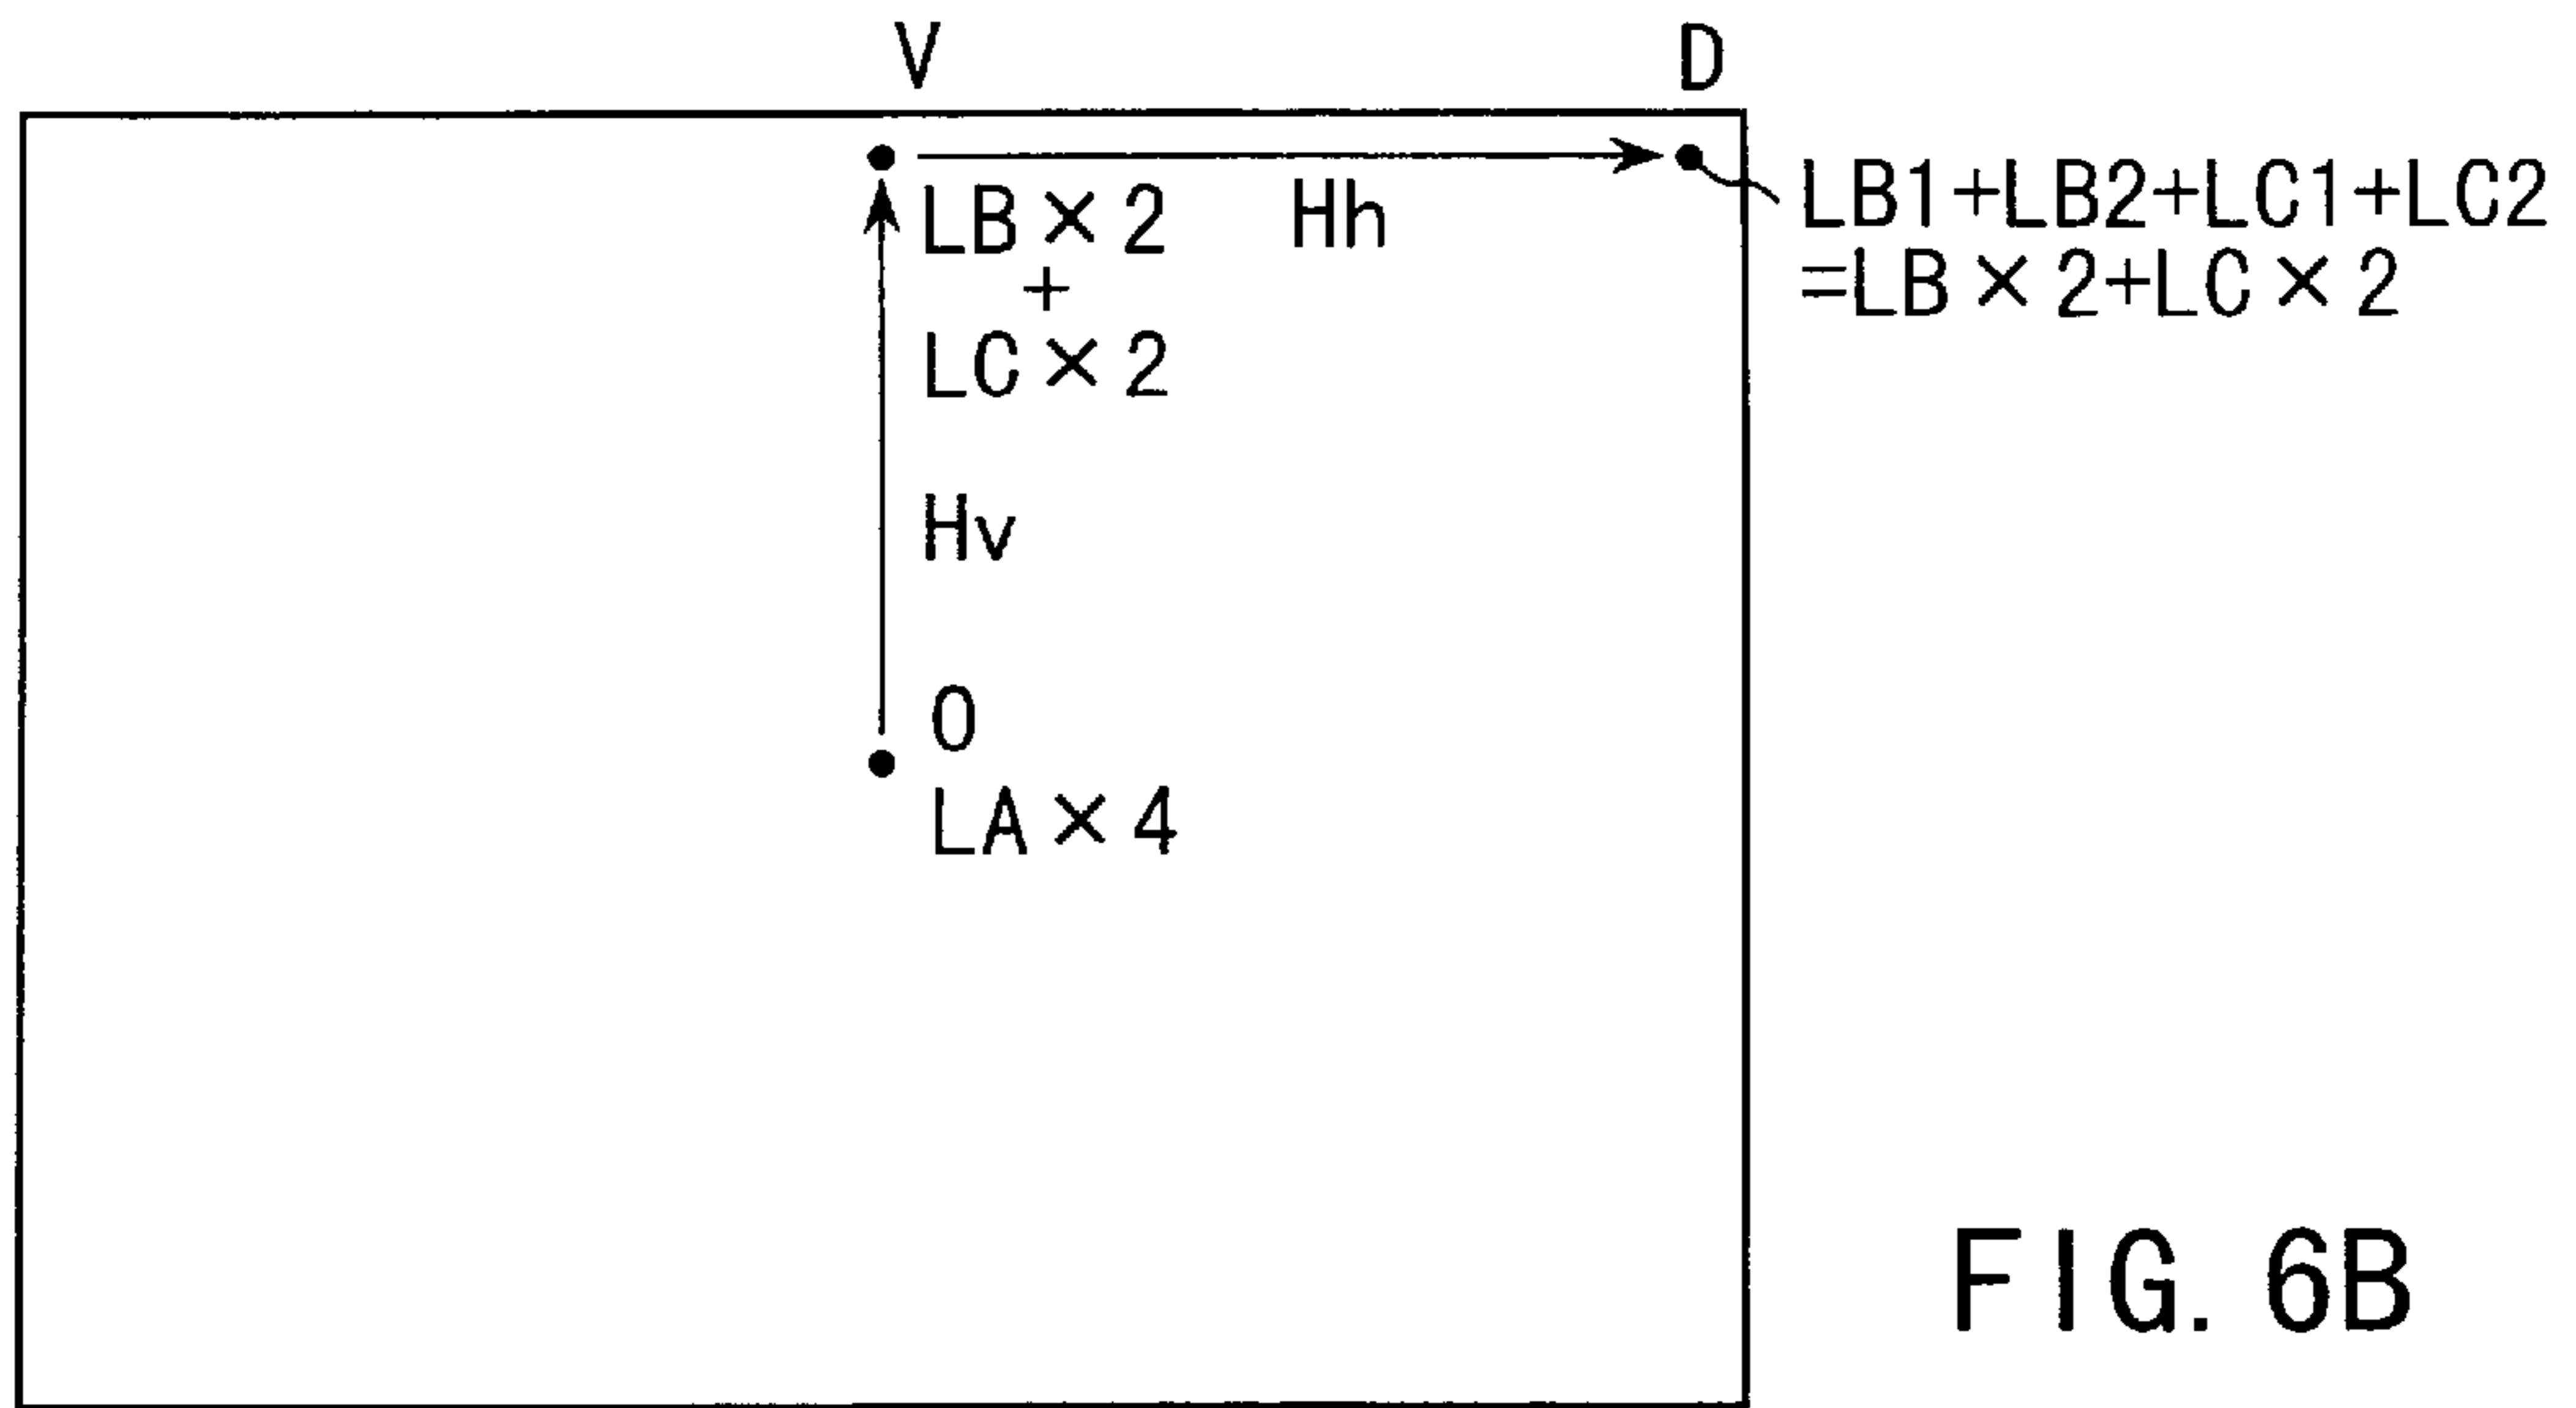 V
D
LB×2
+
LC×2
Hh
LB1+LB2+LC1+LC2
=LB×2+LC×2
Hv
O
LA×4
FIG. 6B